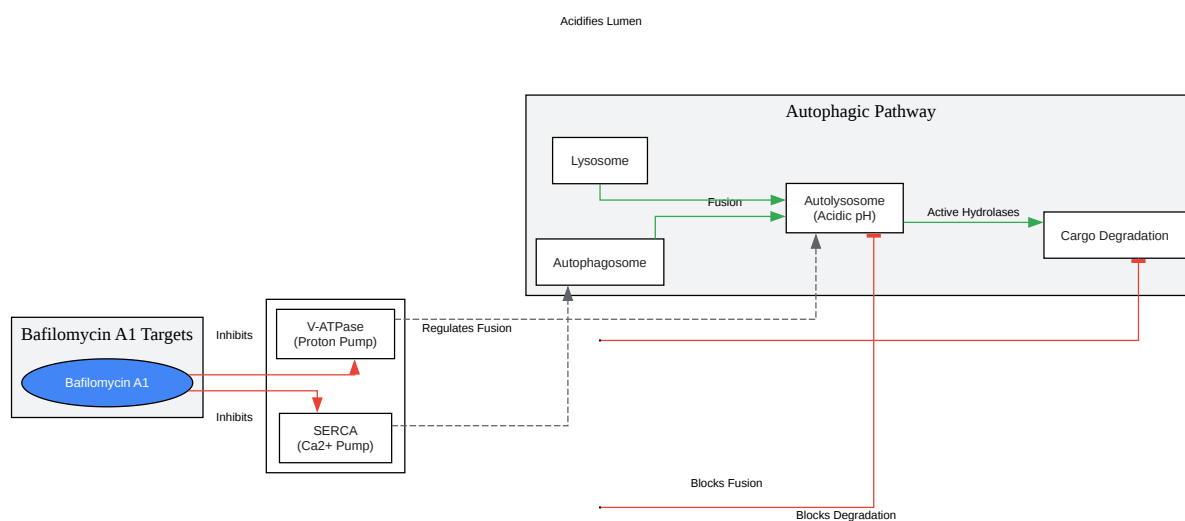 Acidifies Lumen
Autophagic Pathway
Lysosome
Fusion
Autolysosome
(Acidic pH)
Active Hydrolases
Cargo Degradation
Autophagosome
Bafilomycin A1 Targets
Bafilomycin A1
Inhibits
Inhibits
V-ATPase
(Proton Pump)
Regulates Fusion
SERCA
(Ca2+ Pump)
Blocks Fusion
Blocks Degradation